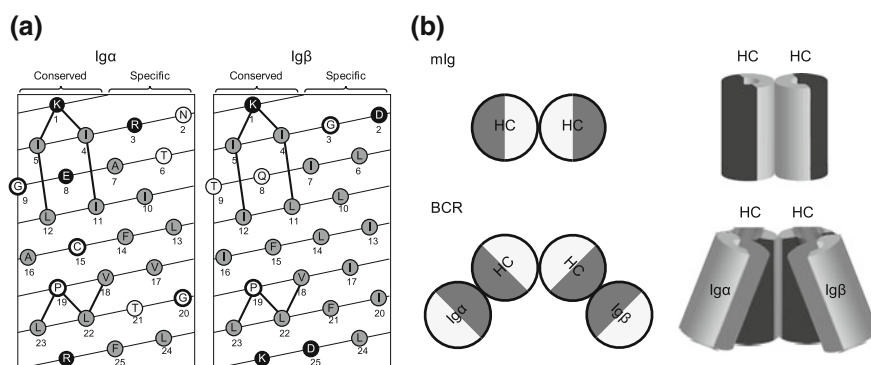 (a)
Igα Igβ
Conserved Specific Conserved Specific
K
1
R
3
N
2
I
5
I
4
G
9
E
8
A
7
T
6
L
12
I
11
I
10
A
16
C
15
F
14
L
13
P
19
V
18
V
17
L
23
L
22
T
21
G
20
R
F
25
L
24
K
1
G
3
D
2
I
5
I
4
T
9
Q
8
I
7
L
6
I
12
L
11
L
10
I
16
F
15
L
14
I
13
P
19
V
18
I
17
L
23
L
22
F
21
I
20
K
D
25
L
24
(b)
mIg
HC HC
HC HC
BCR
HC HC
Igα Igβ
HC HC
Igα Igβ